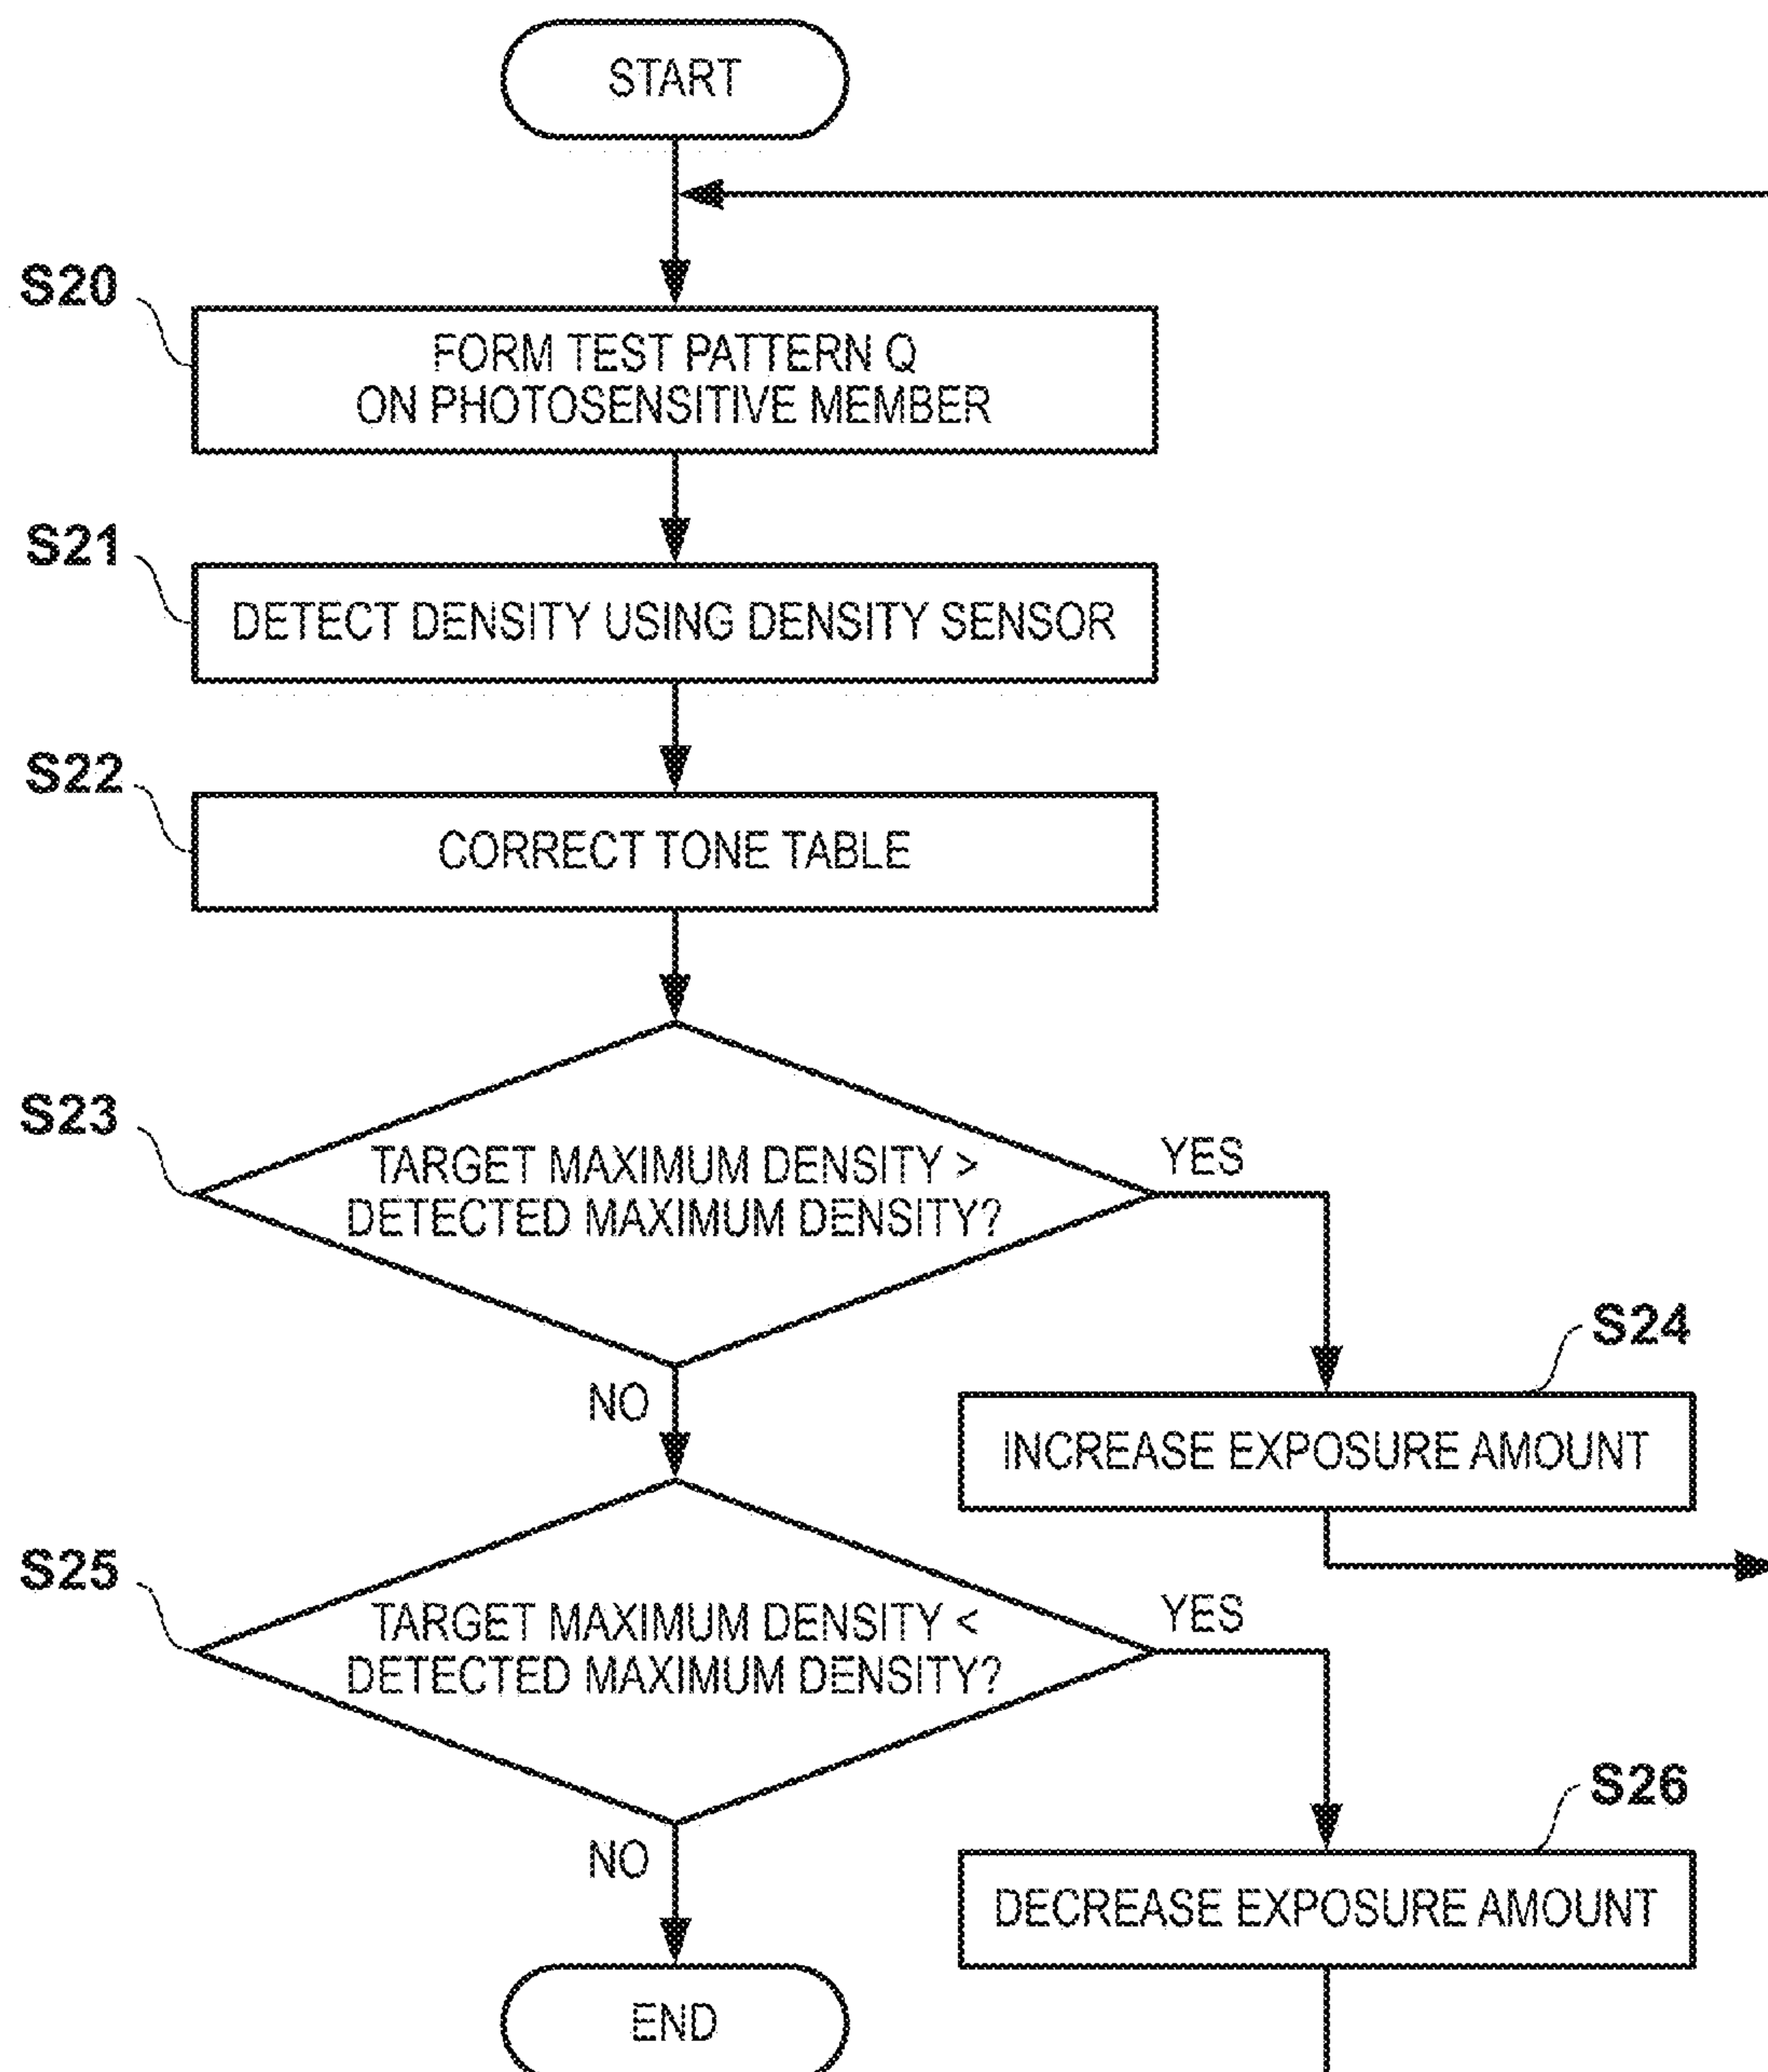 START
S20
FORM TEST PATTERN Q
ON PHOTOSENSITIVE MEMBER
S21
DETECT DENSITY USING DENSITY SENSOR
S22
CORRECT TONE TABLE
S23
TARGET MAXIMUM DENSITY >
DETECTED MAXIMUM DENSITY?
YES
NO
S24
INCREASE EXPOSURE AMOUNT
S25
TARGET MAXIMUM DENSITY <
DETECTED MAXIMUM DENSITY?
YES
NO
S26
DECREASE EXPOSURE AMOUNT
END